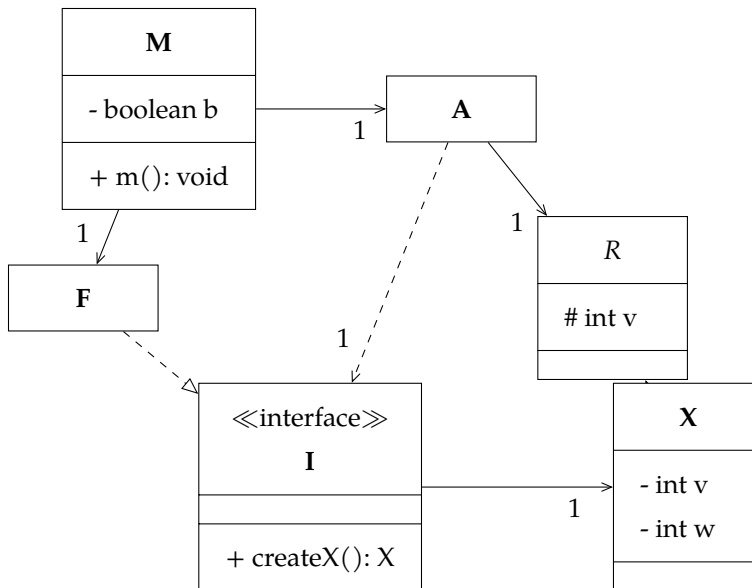 M
- boolean b
+ m(): void
1
A
1
F
1
R
# int v
1
≪interface≫
I
+ createX(): X
1
X
- int v
- int w